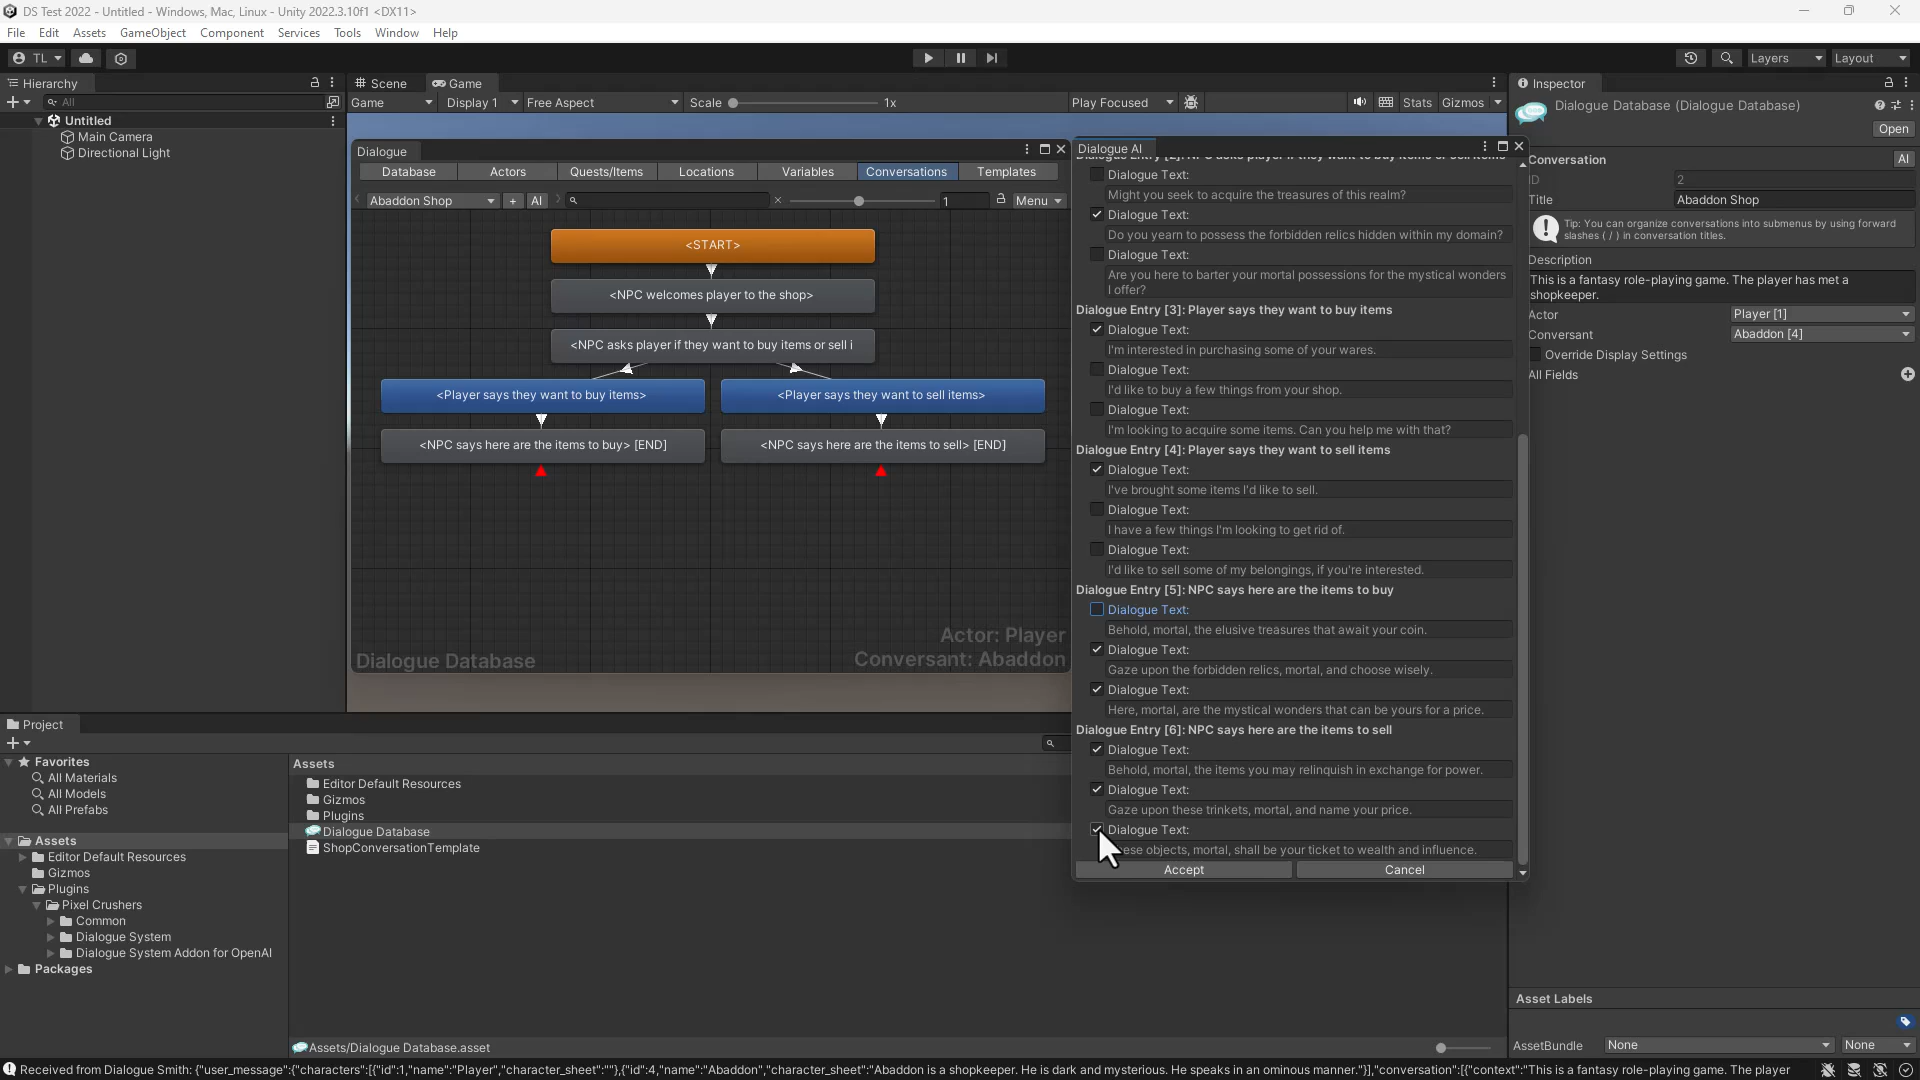 DS Test 2022 - Untitled - Windows, Mac, Linux - Unity 2022.3.10f1 <DX11>
File Edit Assets GameObject Component Services Tools Window Help
TL
Layers
Layout
Hierarchy
All
Untitled
Main Camera
Directional Light
Scene
Game
Game
Display 1
Free Aspect
Scale
1x
Play Focused
Stats
Gizmos
Dialogue
Database
Actors
Quests/Items
Locations
Variables
Conversations
Templates
Abaddon Shop
+
AI
1
Menu
<START>
<NPC welcomes player to the shop>
<NPC asks player if they want to buy items or sell i
<Player says they want to buy items>
<Player says they want to sell items>
<NPC says here are the items to buy> [END]
<NPC says here are the items to sell> [END]
Actor: Player
Dialogue Database
Conversant: Abaddon
Dialogue AI
Dialogue Entry [2]: NPC asks player if they want to buy items or sell items
Dialogue Text:
Might you seek to acquire the treasures of this realm?
Dialogue Text:
Do you yearn to possess the forbidden relics hidden within my domain?
Dialogue Text:
Are you here to barter your mortal possessions for the mystical wonders
I offer?
Dialogue Entry [3]: Player says they want to buy items
Dialogue Text:
I'm interested in purchasing some of your wares.
Dialogue Text:
I'd like to buy a few things from your shop.
Dialogue Text:
I'm looking to acquire some items. Can you help me with that?
Dialogue Entry [4]: Player says they want to sell items
Dialogue Text:
I've brought some items I'd like to sell.
Dialogue Text:
I have a few things I'm looking to get rid of.
Dialogue Text:
I'd like to sell some of my belongings, if you're interested.
Dialogue Entry [5]: NPC says here are the items to buy
Dialogue Text:
Behold, mortal, the elusive treasures that await your coin.
Dialogue Text:
Gaze upon the forbidden relics, mortal, and choose wisely.
Dialogue Text:
Here, mortal, are the mystical wonders that can be yours for a price.
Dialogue Entry [6]: NPC says here are the items to sell
Dialogue Text:
Behold, mortal, the items you may relinquish in exchange for power.
Dialogue Text:
Gaze upon these trinkets, mortal, and name your price.
Dialogue Text:
objects, mortal, shall be your ticket to wealth and influence.
Accept
Cancel
Inspector
Dialogue Database (Dialogue Database)
Open
Conversation
AI
ID
2
Title
Abaddon Shop
Tip: You can organize conversations into submenus by using forward
slashes ( / ) in conversation titles.
Description
This is a fantasy role-playing game. The player has met a
shopkeeper.
Actor
Player [1]
Conversant
Abaddon [4]
Override Display Settings
All Fields
Asset Labels
AssetBundle
None
None
Project
Favorites
All Materials
All Models
All Prefabs
Assets
Editor Default Resources
Gizmos
Plugins
Pixel Crushers
Common
Dialogue System
Dialogue System Addon for OpenAI
Packages
Assets
Editor Default Resources
Gizmos
Plugins
Dialogue Database
ShopConversationTemplate
Assets/Dialogue Database.asset
Received from Dialogue Smith: {"user_message":{"characters":[{"id":1,"name":"Player","character_sheet":""},{"id":4,"name":"Abaddon","character_sheet":"Abaddon is a shopkeeper. He is dark and mysterious. He speaks in an ominous manner."}],"conversation":[{"context":"This is a fantasy role-playing game. The player